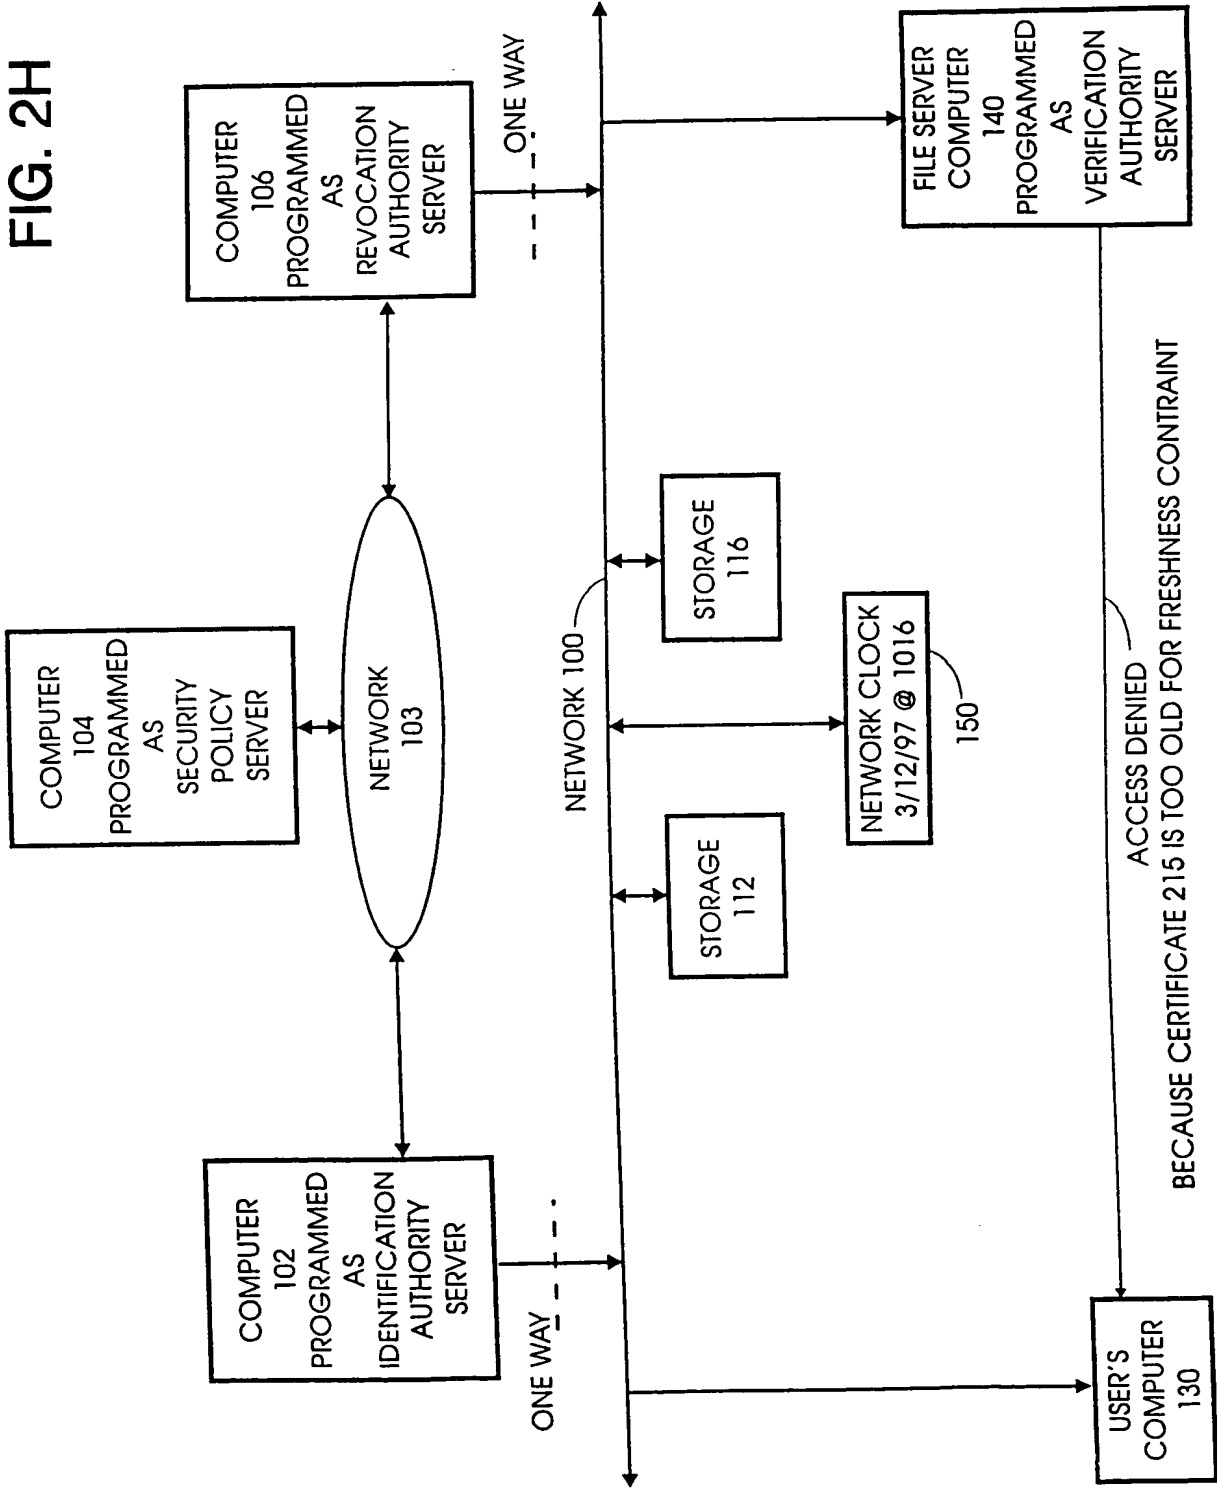 FIG. 2H
COMPUTER
104
PROGRAMMED
AS
SECURITY
POLICY
SERVER
COMPUTER
102
PROGRAMMED
AS
IDENTIFICATION
AUTHORITY
SERVER
NETWORK
103
COMPUTER
106
PROGRAMMED
AS
REVOCATION
AUTHORITY
SERVER
ONE WAY
ONE WAY
NETWORK 100
STORAGE
112
STORAGE
116
NETWORK CLOCK
3/12/97 @ 1016
150
FILE SERVER
COMPUTER
140
PROGRAMMED
AS
VERIFICATION
AUTHORITY
SERVER
USER'S
COMPUTER
130
ACCESS DENIED
BECAUSE CERTIFICATE 215 IS TOO OLD FOR FRESHNESS CONTRAINT